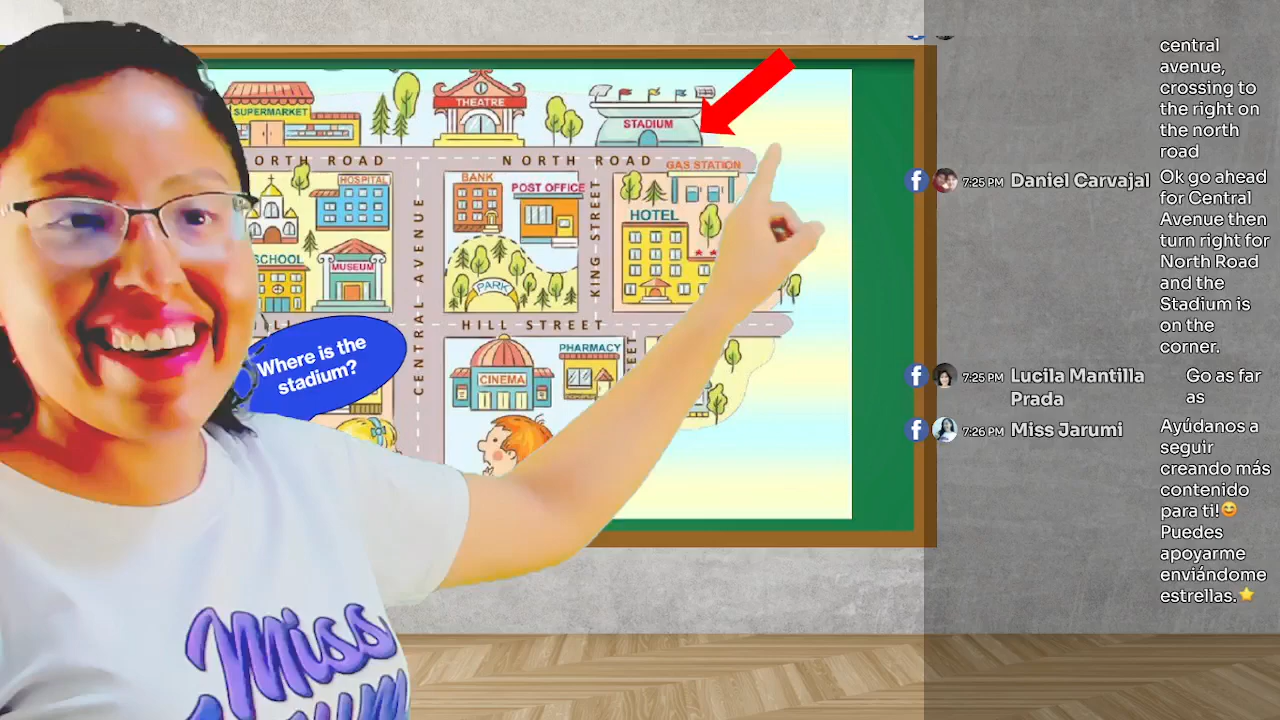 SUPERMARKET
THEATRE
STADIUM
NORTH ROAD
GAS STATION
HOSPITAL
BANK
POST OFFICE
HOTEL
SCHOOL
MUSEUM
PARK
CENTRAL AVENUE
KING STREET
HILL STREET
CINEMA
PHARMACY
Where is the
stadium?
Miss
central
avenue,
crossing to
the right on
the north
road
7:25 PM Daniel Carvajal
Ok go ahead
for Central
Avenue then
turn right for
North Road
and the
Stadium is
on the
corner.
7:25 PM Lucila Mantilla
Prada
Go as far
as
7:26 PM Miss Jarumi
Ayúdanos a
seguir
creando más
contenido
para ti!😊
Puedes
apoyarme
enviándome
estrellas.⭐